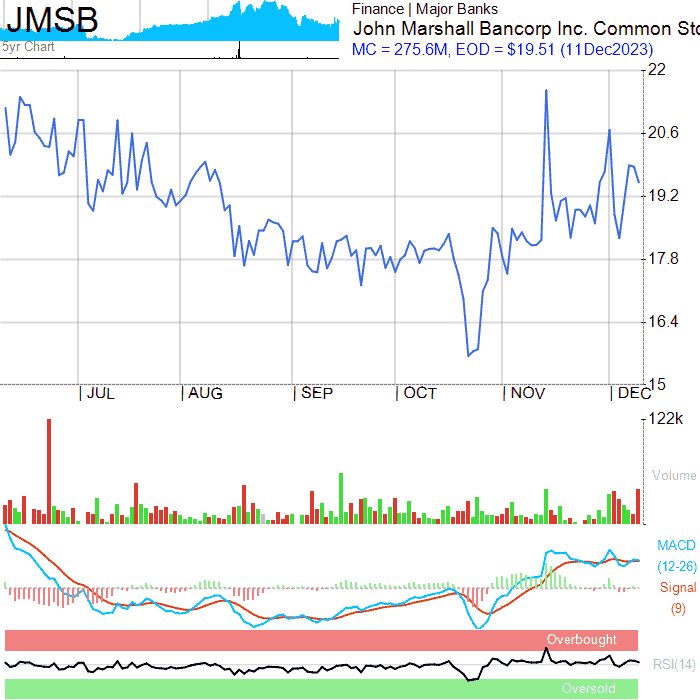 JMSB
5yr Chart
Finance | Major Banks
John Marshall Bancorp Inc. Common Sto
MC = 275.6M, EOD = $19.51 (11Dec2023)
22
20.6
19.2
17.8
16.4
15
| JUL | AUG | SEP | OCT | NOV | DEC
122k
Volume
MACD
(12-26)
Signal
(9)
Overbought
RSI(14)
Oversold